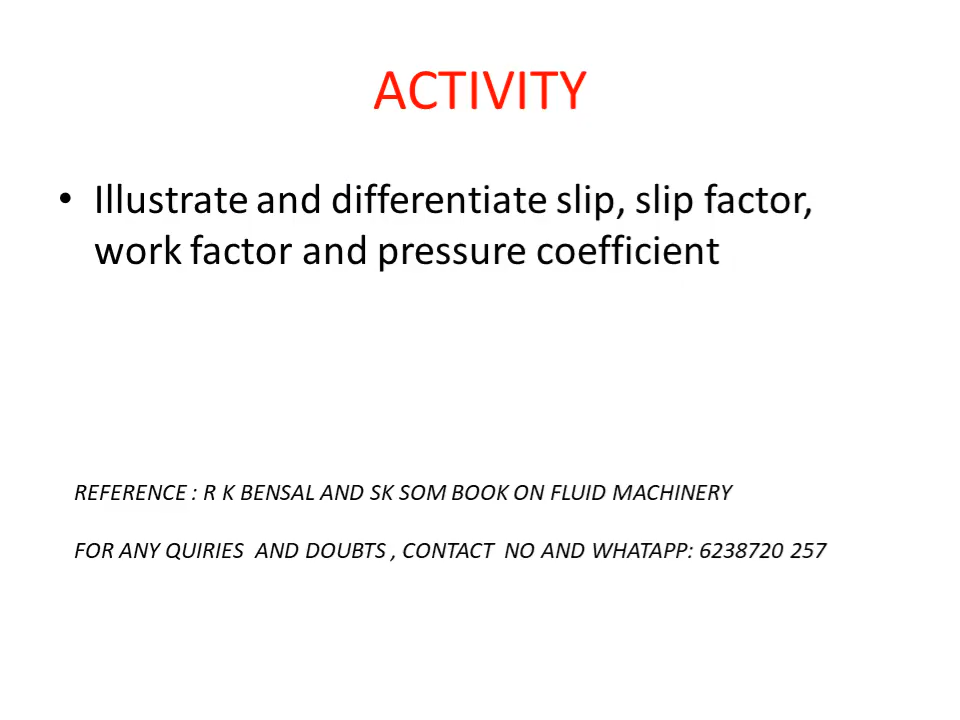 ACTIVITY
• Illustrate and differentiate slip, slip factor,
work factor and pressure coefficient
REFERENCE : R K BENSAL AND SK SOM BOOK ON FLUID MACHINERY
FOR ANY QUIRIES AND DOUBTS , CONTACT NO AND WHATAPP: 6238720 257